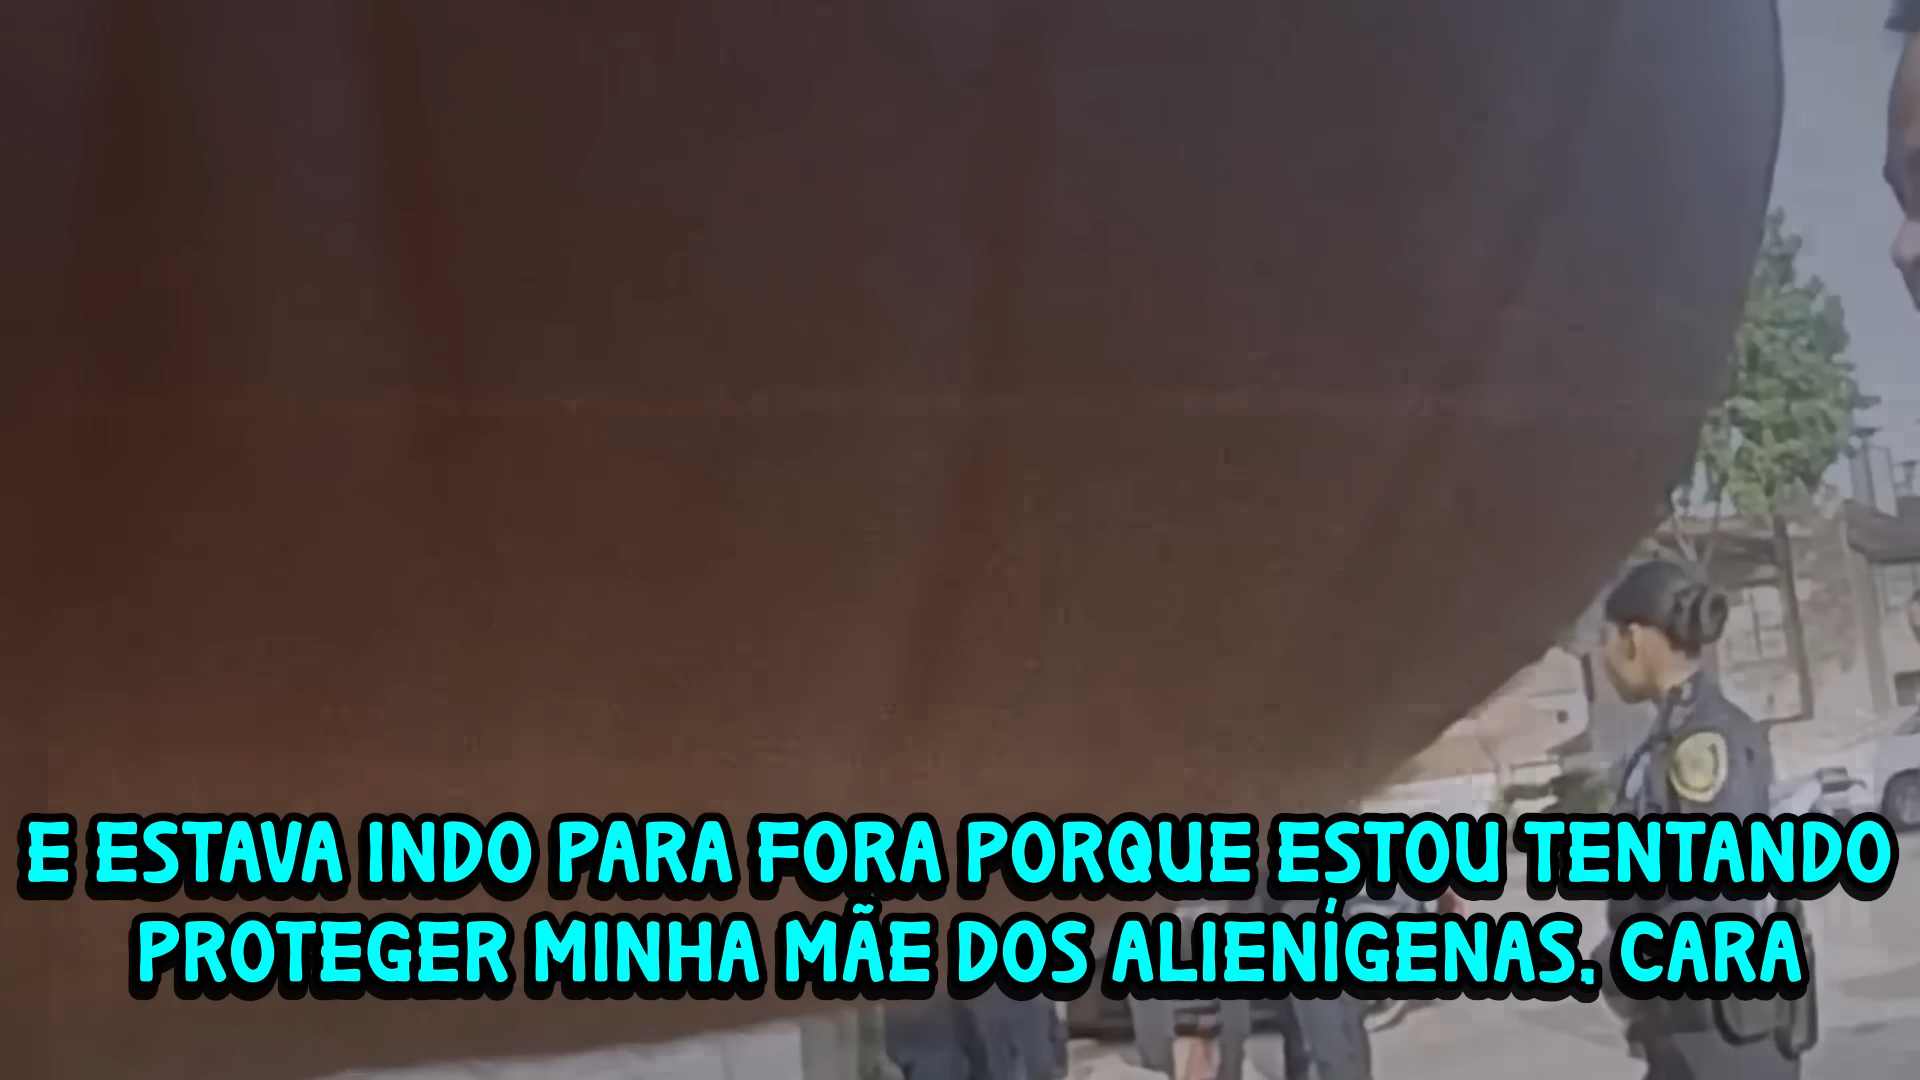 E ESTAVA INDO PARA FORA PORQUE ESTOU TENTANDO
PROTEGER MINHA MÃE DOS ALIENÍGENAS, CARA